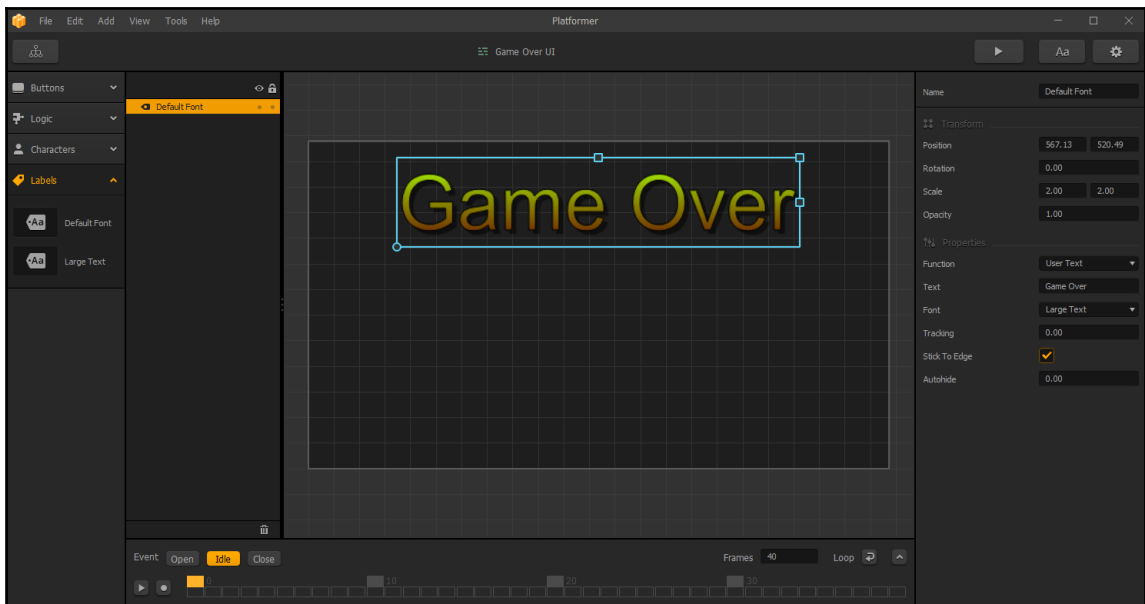 File Edit Add View Tools Help Platformer
Game Over UI Aa
Buttons
Logic
Characters
Labels
Aa Default Font
Aa Large Text
Default Font
Game Over
Name Default Font
Transform
Position 567.13 520.49
Rotation 0.00
Scale 2.00 2.00
Opacity 1.00
Properties
Function User Text
Text Game Over
Font Large Text
Tracking 0.00
Stick To Edge
Autohide 0.00
Event Open Idle Close Frames 40 Loop
0 10 20 30